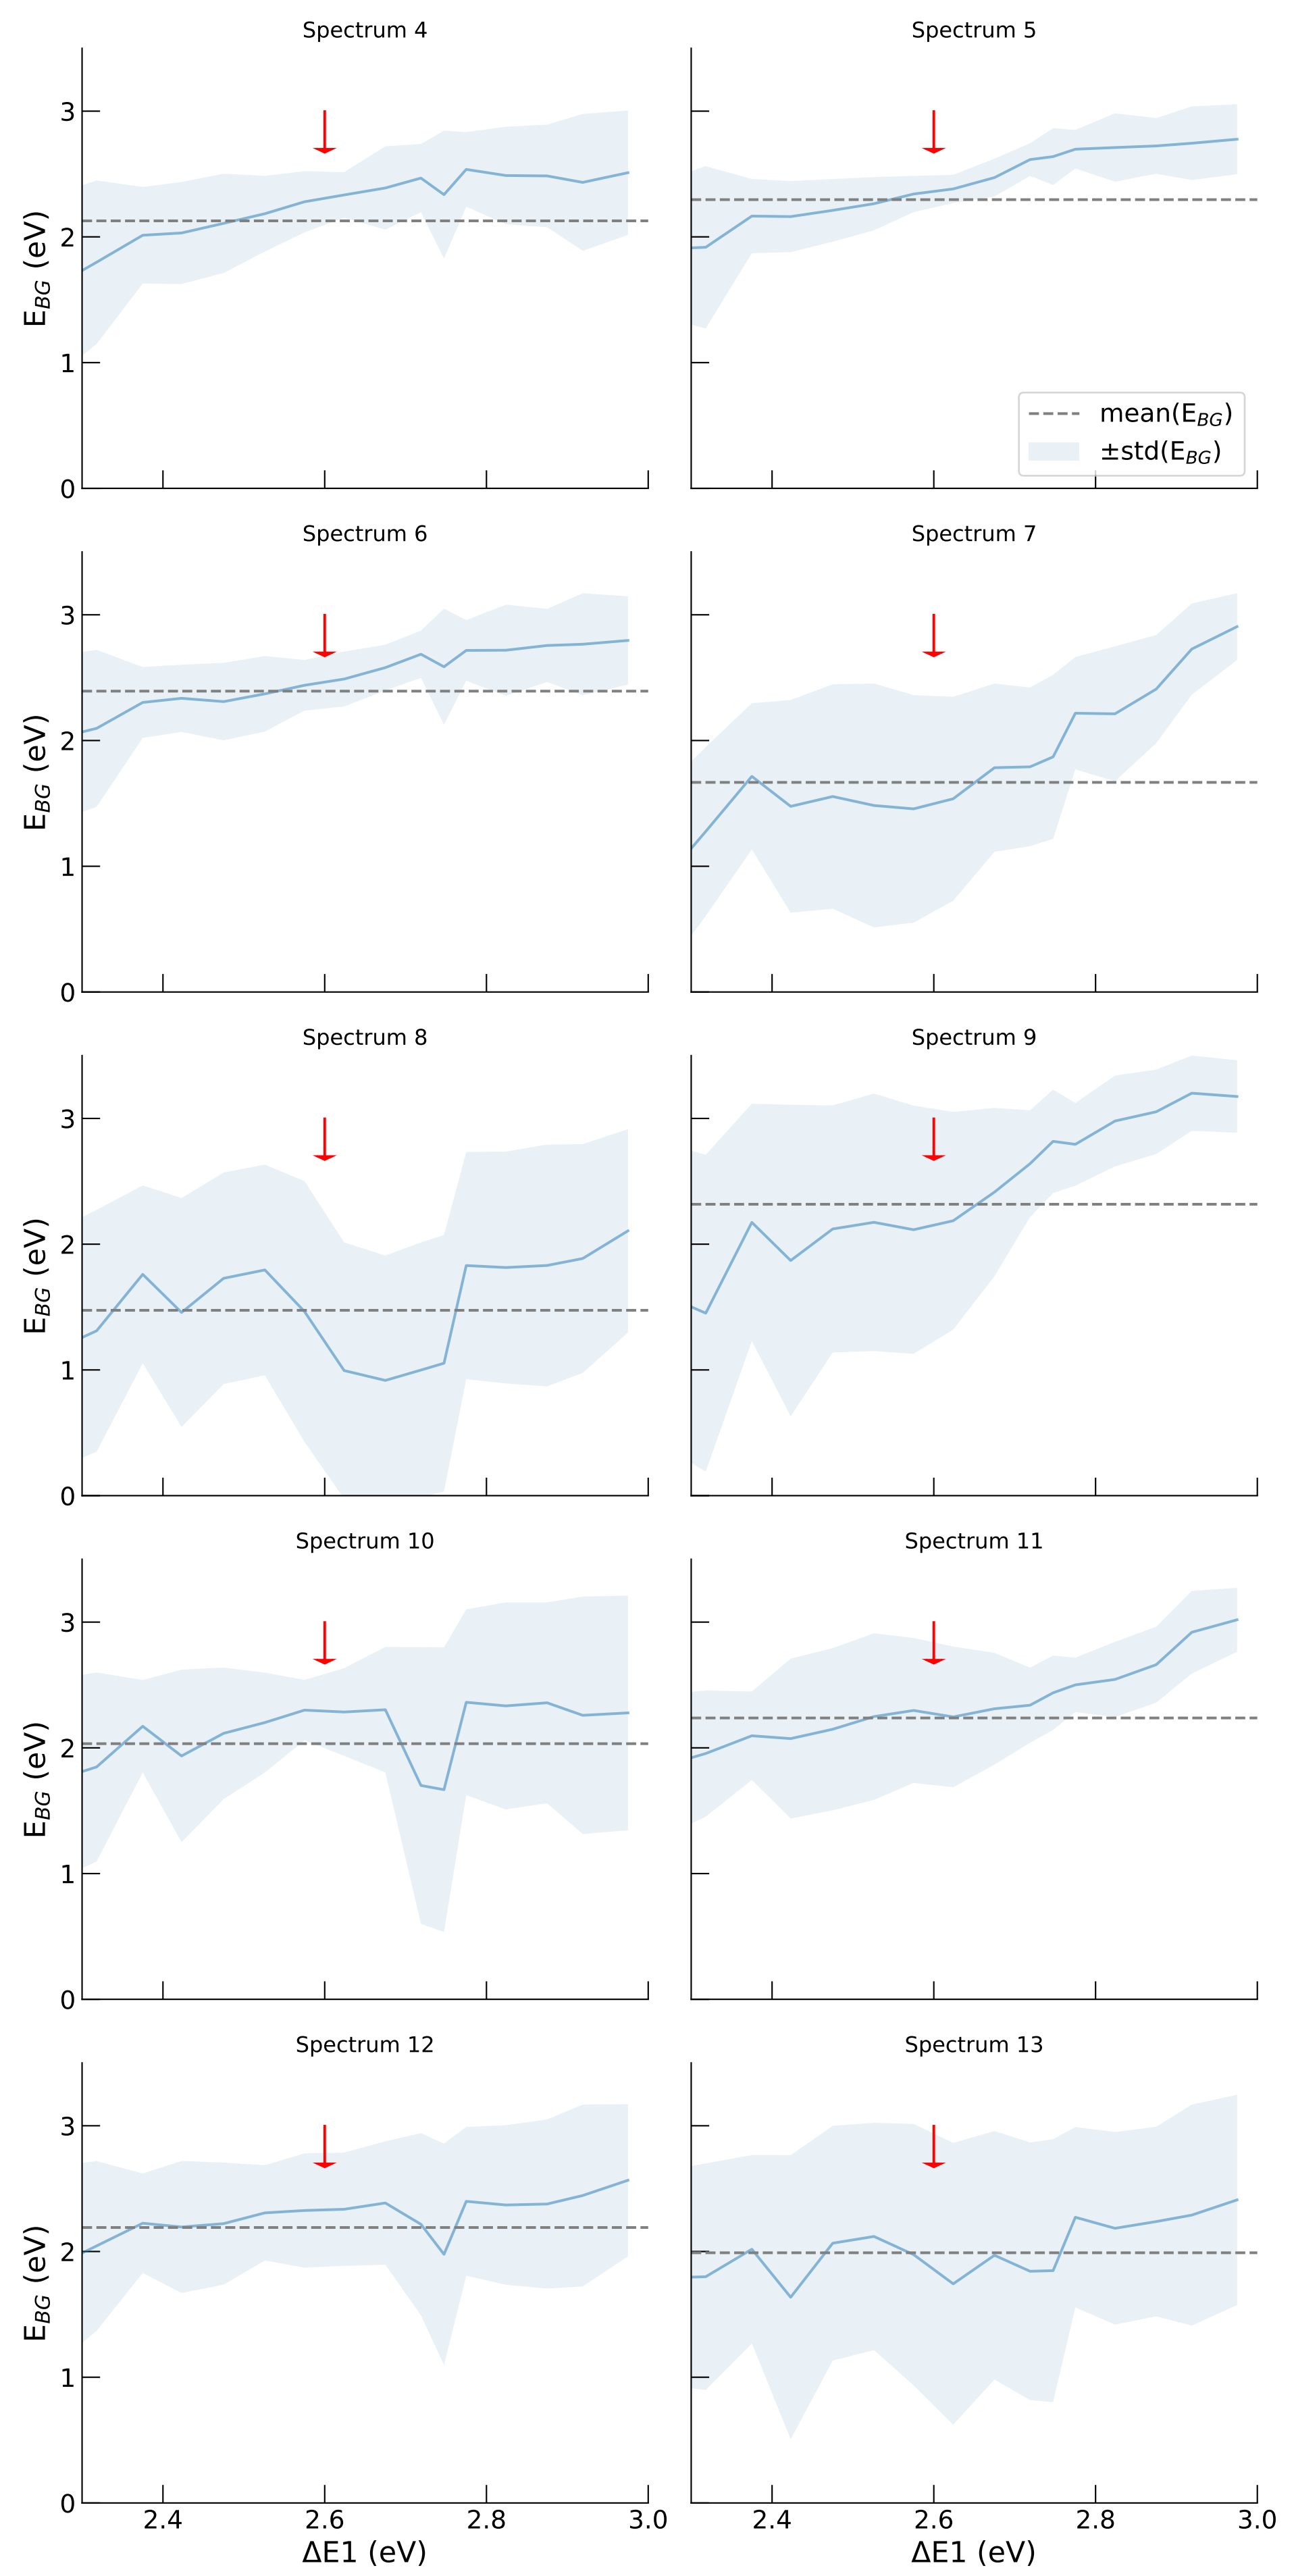 Spectrum 4
Spectrum 5
3
2
1
0
E_BG (eV)
mean(E_BG)
±std(E_BG)
Spectrum 6
Spectrum 7
3
2
1
0
E_BG (eV)
Spectrum 8
Spectrum 9
3
2
1
0
E_BG (eV)
Spectrum 10
Spectrum 11
3
2
1
0
E_BG (eV)
Spectrum 12
Spectrum 13
3
2
1
0
E_BG (eV)
2.4 2.6 2.8 3.0
2.4 2.6 2.8 3.0
ΔE1 (eV)
ΔE1 (eV)